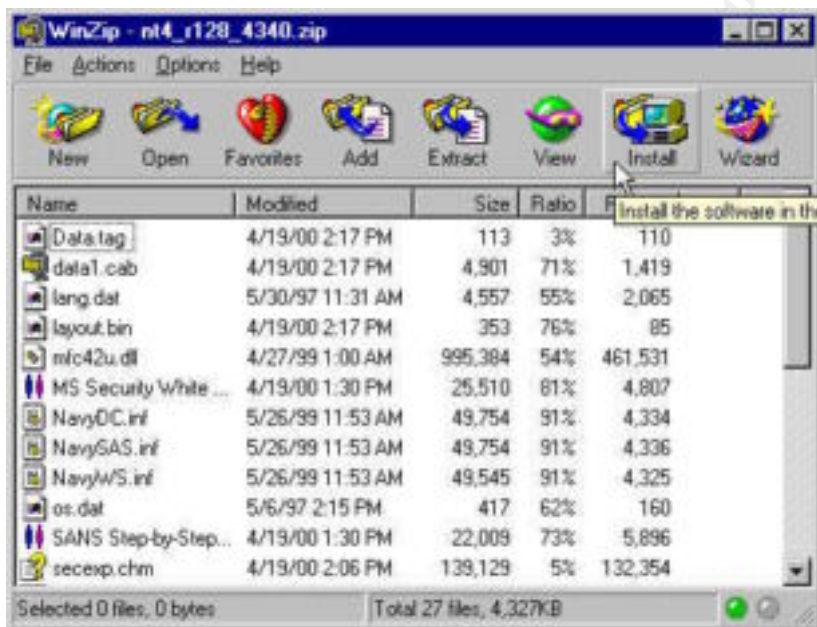 WinZip - nt4_r128_4340.zip
File Actions Options Help
New Open Favorites Add Extract View Install Wizard
Name Modified Size Ratio
Install the software in the
Data.tag 4/19/00 2:17 PM 113 3% 110
data1.cab 4/19/00 2:17 PM 4,901 71% 1,419
lang.dat 5/30/97 11:31 AM 4,557 55% 2,065
layout.bin 4/19/00 2:17 PM 353 76% 85
mfc42u.dll 4/27/99 1:00 AM 995,384 54% 461,531
MS Security White ... 4/19/00 1:30 PM 25,510 81% 4,807
NavyDC.inf 5/26/99 11:53 AM 49,754 91% 4,334
NavySAS.inf 5/26/99 11:53 AM 49,754 91% 4,336
NavyWS.inf 5/26/99 11:53 AM 49,545 91% 4,325
os.dat 5/6/97 2:15 PM 417 62% 160
SANS Step-by-Step... 4/19/00 1:30 PM 22,009 73% 5,896
secexp.chm 4/19/00 2:06 PM 139,129 5% 132,354
Selected 0 files, 0 bytes Total 27 files, 4,327KB